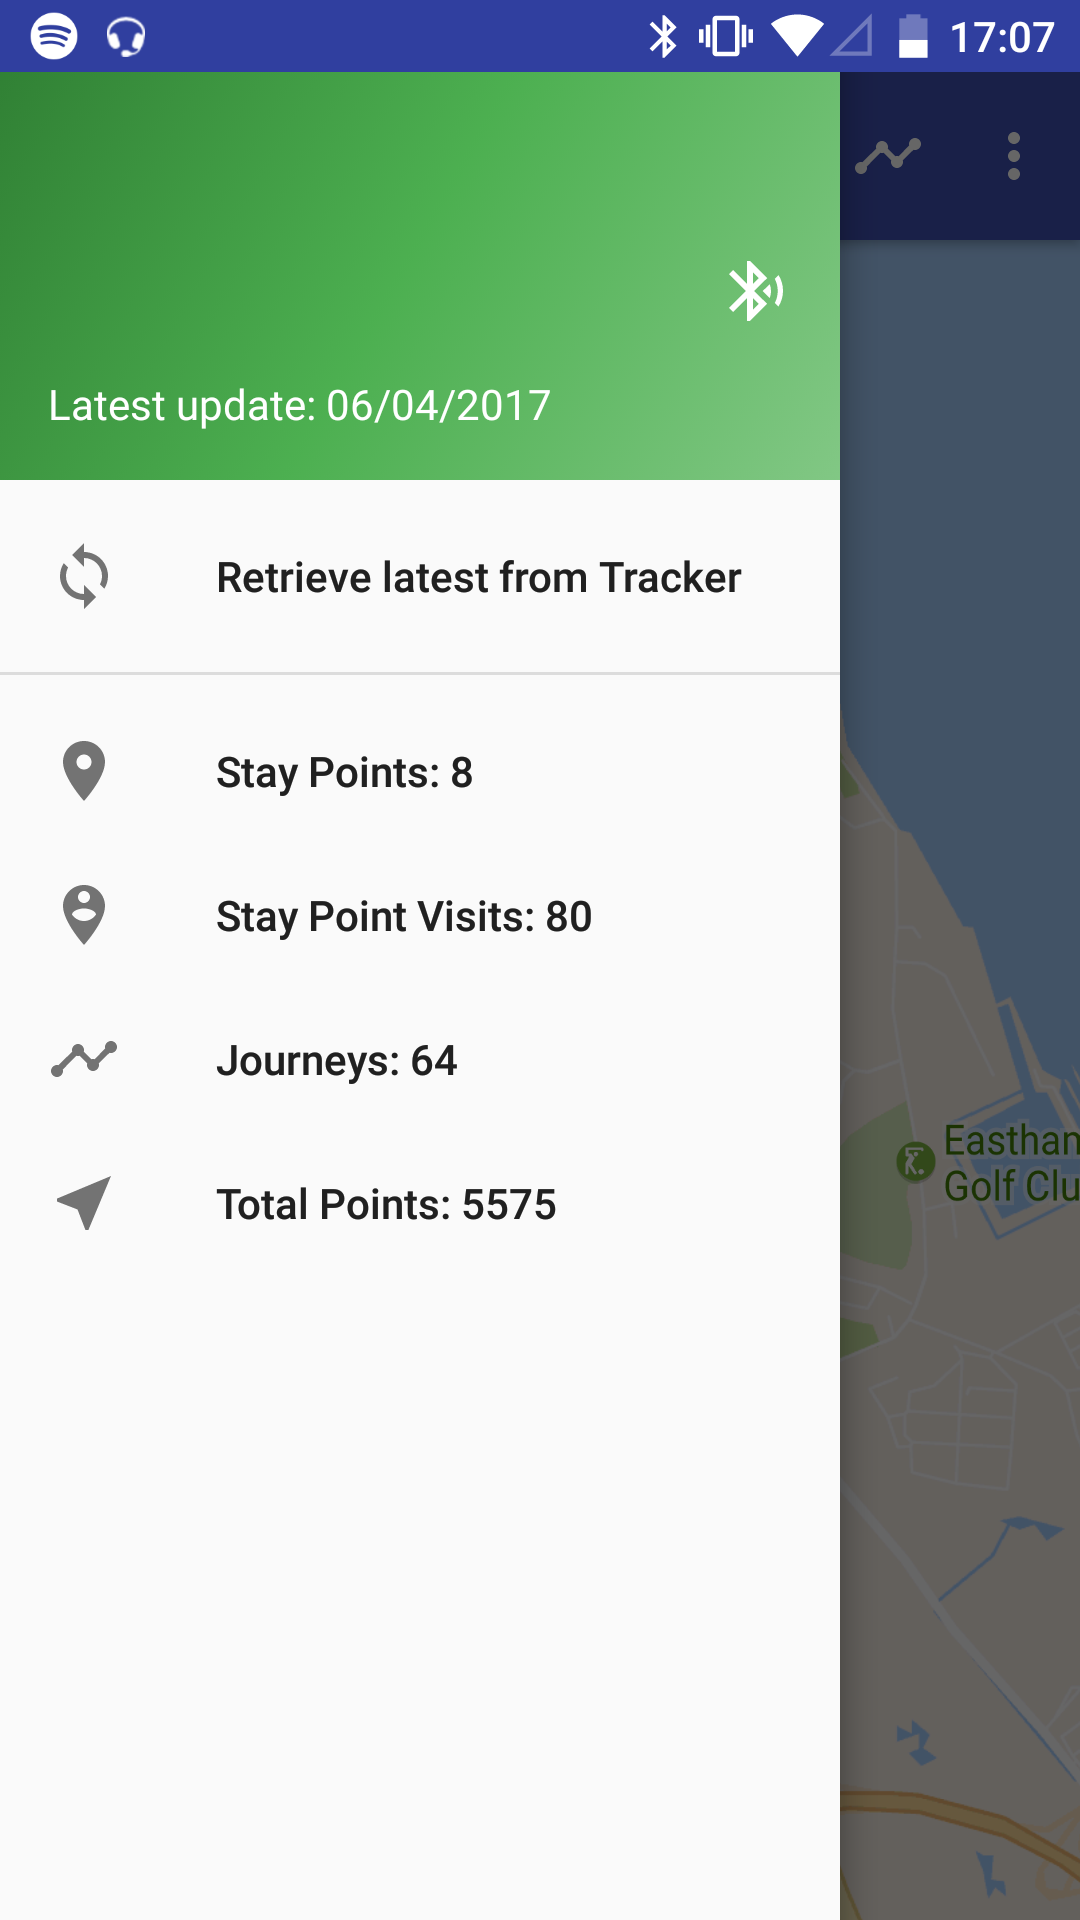 17:07
Latest update: 06/04/2017
Retrieve latest from Tracker
Stay Points: 8
Stay Point Visits: 80
Journeys: 64
Total Points: 5575
Eastham
Golf Clu